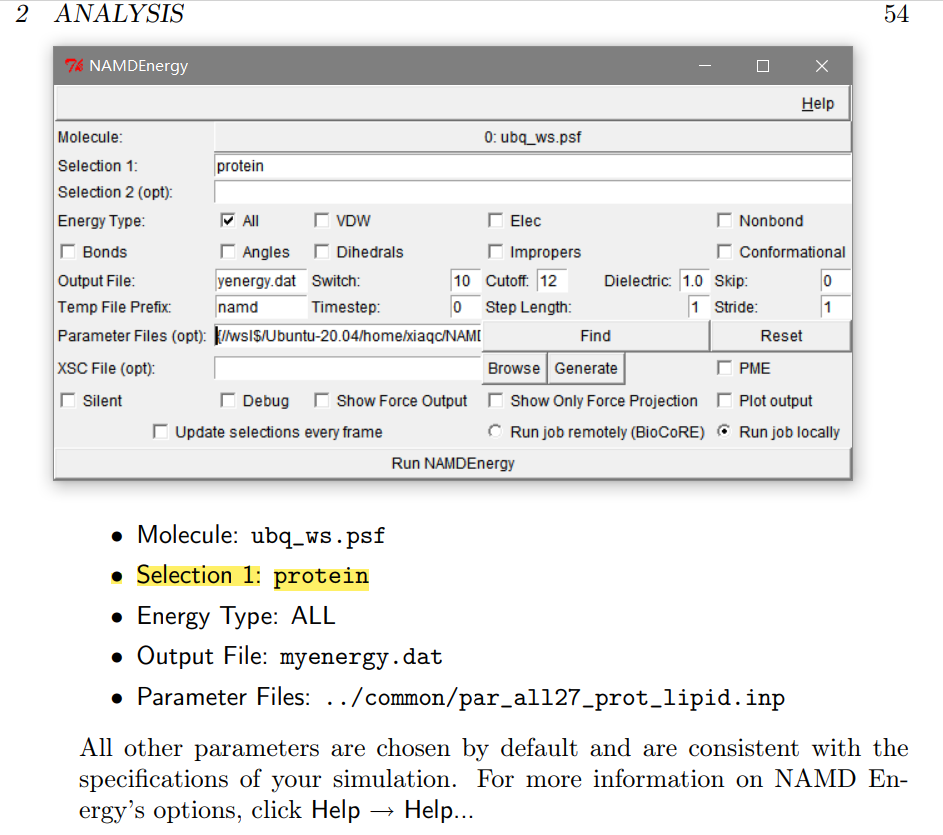 2 ANALYSIS 54
NAMDEnergy
Help
Molecule: 0: ubq_ws.psf
Selection 1: protein
Selection 2 (opt):
Energy Type: All VDW Elec Nonbond
Bonds Angles Dihedrals Impropers Conformational
Output File: yenergy.dat Switch: 10 Cutoff: 12 Dielectric: 1.0 Skip: 0
Temp File Prefix: namd Timestep: 0 Step Length: 1 Stride: 1
Parameter Files (opt): {//wsl$/Ubuntu-20.04/home/xiaqc/NAMD Find Reset
XSC File (opt): Browse Generate PME
Silent Debug Show Force Output Show Only Force Projection Plot output
Update selections every frame Run job remotely (BioCoRE) Run job locally
Run NAMDEnergy
• Molecule: ubq_ws.psf
• Selection 1: protein
• Energy Type: ALL
• Output File: myenergy.dat
• Parameter Files: ../common/par_all27_prot_lipid.inp
All other parameters are chosen by default and are consistent with the
specifications of your simulation. For more information on NAMD En-
ergy's options, click Help → Help...